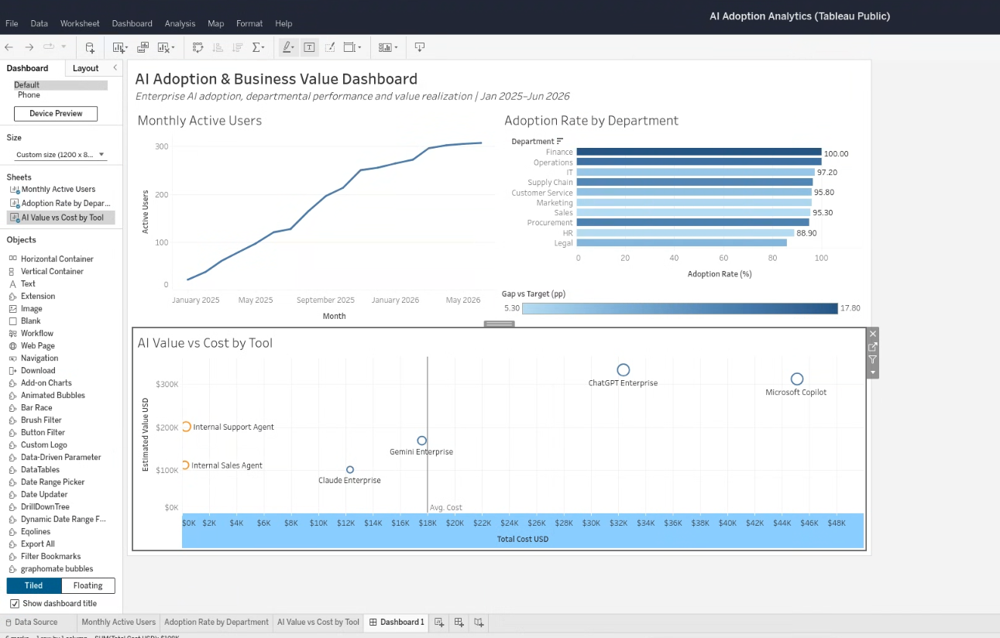 AI Adoption Analytics (Tableau Public)
File Data Worksheet Dashboard Analysis Map Format Help
Dashboard Layout
Default
Phone
Device Preview
Size
Custom size (1200 x 8...
Sheets
Monthly Active Users
Adoption Rate by Depar...
AI Value vs Cost by Tool
Objects
Horizontal Container
Vertical Container
Text
Extension
Image
Blank
Workflow
Web Page
Navigation
Download
Add-on Charts
Animated Bubbles
Bar Race
Brush Filter
Button Filter
Custom Logo
Data-Driven Parameter
DataTables
Date Range Picker
Date Updater
DrillDownTree
Dynamic Date Range F...
Eqolines
Export All
Filter Bookmarks
graphomate bubbles
Tiled Floating
Show dashboard title
AI Adoption & Business Value Dashboard
Enterprise AI adoption, departmental performance and value realization | Jan 2025–Jun 2026
Monthly Active Users
Active Users
300
200
100
0
January 2025 May 2025 September 2025 January 2026 May 2026
Month
Adoption Rate by Department
Department
Finance 100.00
Operations
IT 97.20
Supply Chain
Customer Service 95.80
Marketing
Sales 95.30
Procurement
HR 88.90
Legal
0 20 40 60 80 100
Adoption Rate (%)
Gap vs Target (pp)
5.30 17.80
AI Value vs Cost by Tool
Estimated Value USD
$300K
$200K
$100K
$0K
ChatGPT Enterprise
Microsoft Copilot
Internal Support Agent
Gemini Enterprise
Internal Sales Agent
Claude Enterprise
Avg. Cost
$0K $2K $4K $6K $8K $10K $12K $14K $16K $18K $20K $22K $24K $26K $28K $30K $32K $34K $36K $38K $40K $42K $44K $46K $48K
Total Cost USD
Data Source Monthly Active Users Adoption Rate by Department AI Value vs Cost by Tool Dashboard 1